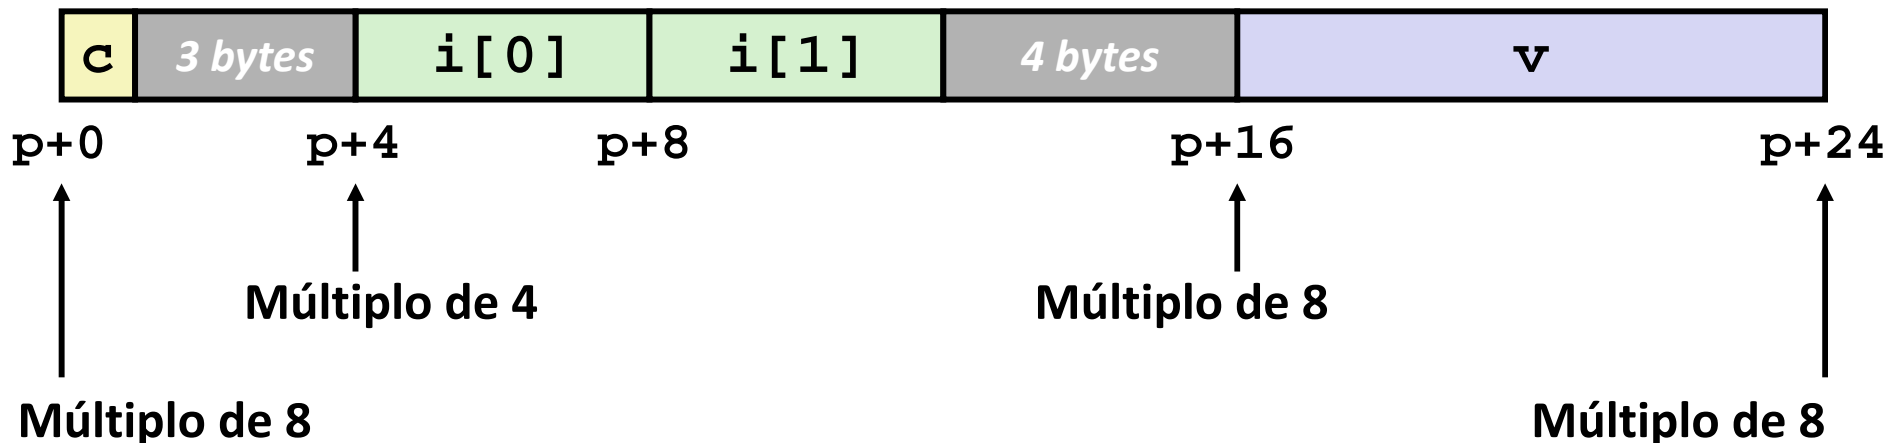 c 3 bytes i[0] i[1] 4 bytes v
p+0 p+4 p+8 p+16 p+24
Múltiplo de 4 Múltiplo de 8
Múltiplo de 8 Múltiplo de 8